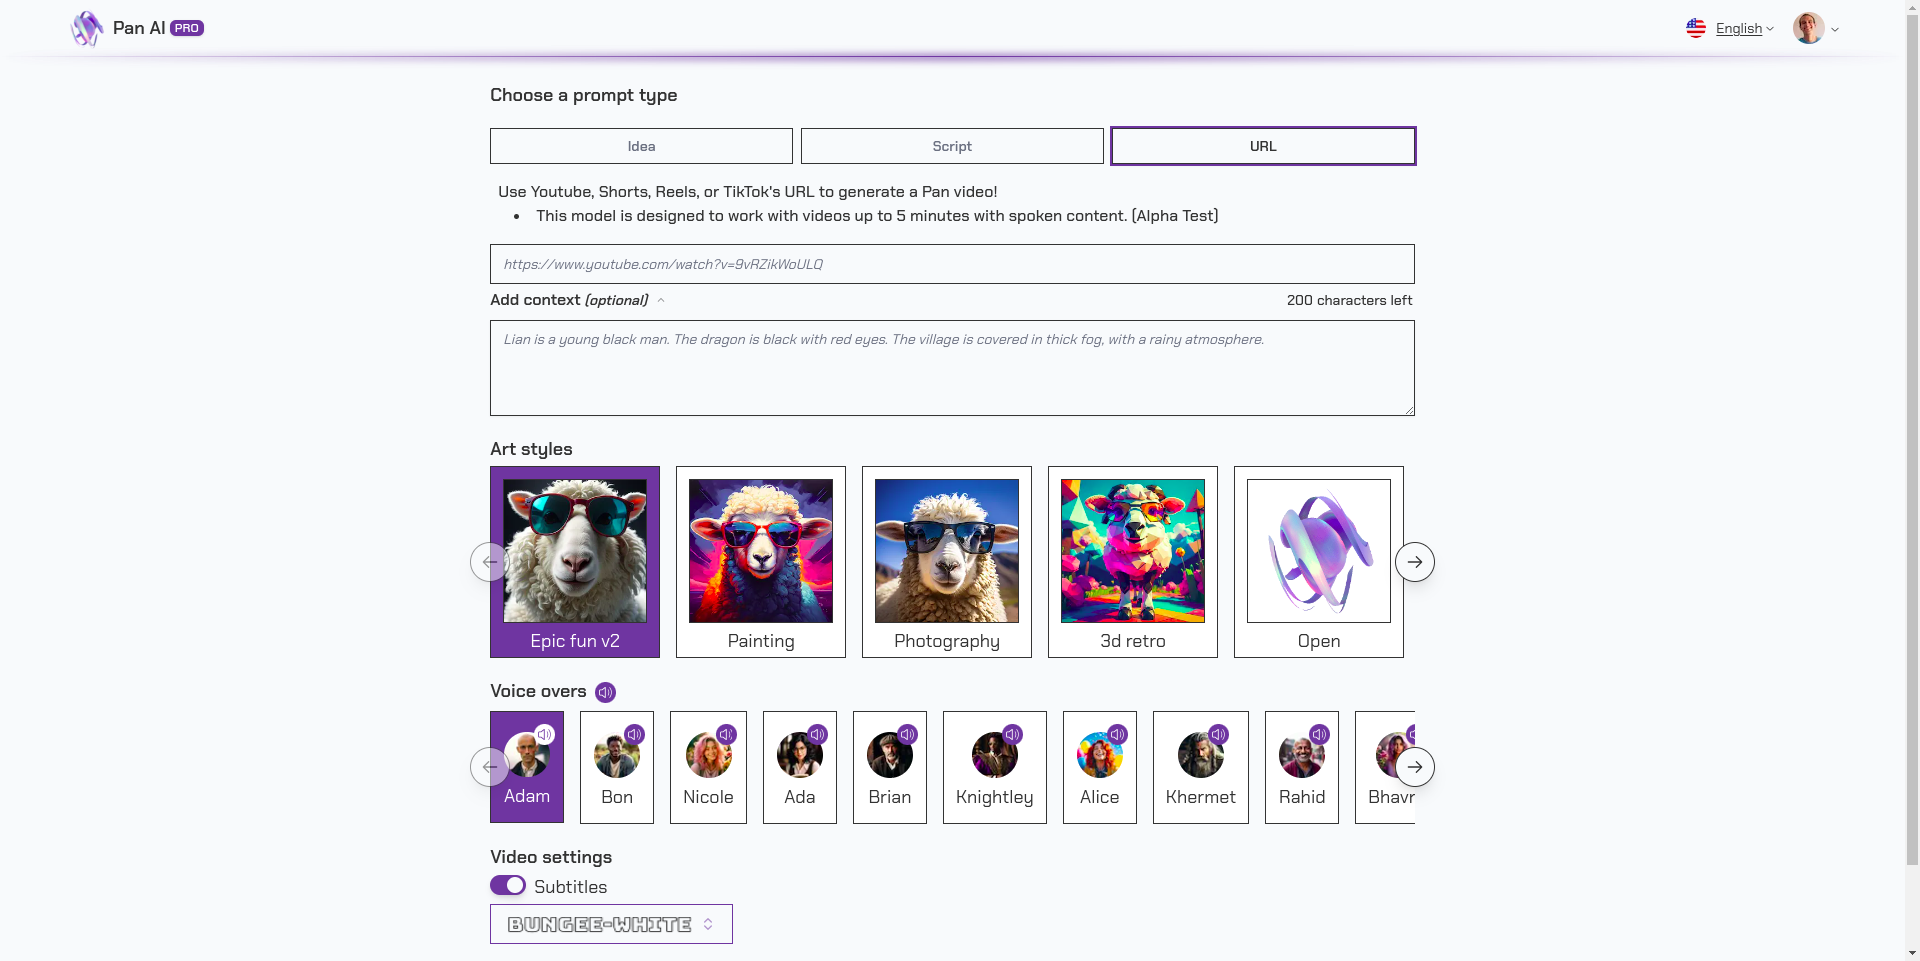 Pan AI PRO
English
Choose a prompt type
Idea
Script
URL
Use Youtube, Shorts, Reels, or TikTok's URL to generate a Pan video!
• This model is designed to work with videos up to 5 minutes with spoken content. (Alpha Test)
https://www.youtube.com/watch?v=9vRZikWoULQ
Add context (optional)
200 characters left
Lian is a young black man. The dragon is black with red eyes. The village is covered in thick fog, with a rainy atmosphere.
Art styles
Epic fun v2
Painting
Photography
3d retro
Open
Voice overs
Adam
Bon
Nicole
Ada
Brian
Knightley
Alice
Khermet
Rahid
Video settings
Subtitles
BUNGEE-WHITE